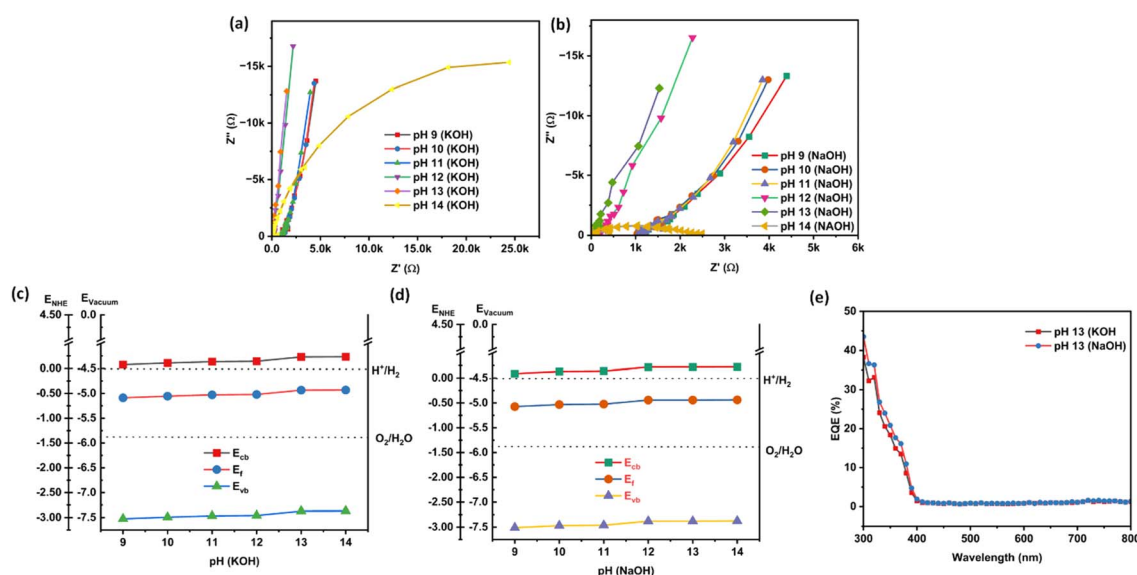 (a)
-15k
-10k
-5k
0
Z'' (Ω)
pH 9 (KOH)
pH 10 (KOH)
pH 11 (KOH)
pH 12 (KOH)
pH 13 (KOH)
pH 14 (KOH)
0.0 5.0k 10.0k 15.0k 20.0k 25.0k
Z' (Ω)
(b)
-15k
-10k
-5k
0
Z'' (Ω)
pH 9 (NaOH)
pH 10 (NaOH)
pH 11 (NaOH)
pH 12 (NaOH)
pH 13 (NaOH)
pH 14 (NAOH)
0 1k 2k 3k 4k 5k 6k
Z' (Ω)
(c)
E_NHE E_Vacuum
4.50 0.0
0.00 -4.5
-0.50 -5.0
-1.00 -5.5
-1.50 -6.0
-2.00 -6.5
-2.50 -7.0
-3.00 -7.5
H⁺/H₂
O₂/H₂O
E_cb
E_f
E_vb
9 10 11 12 13 14
pH (KOH)
(d)
E_NHE E_Vacuum
4.50 0.0
0.00 -4.5
-0.50 -5.0
-1.00 -5.5
-1.50 -6.0
-2.00 -6.5
-2.50 -7.0
-3.00 -7.5
H⁺/H₂
O₂/H₂O
E_cb
E_f
E_vb
9 10 11 12 13 14
pH (NaOH)
(e)
50
40
30
20
10
0
EQE (%)
pH 13 (KOH
pH 13 (NaOH)
300 400 500 600 700 800
Wavelength (nm)